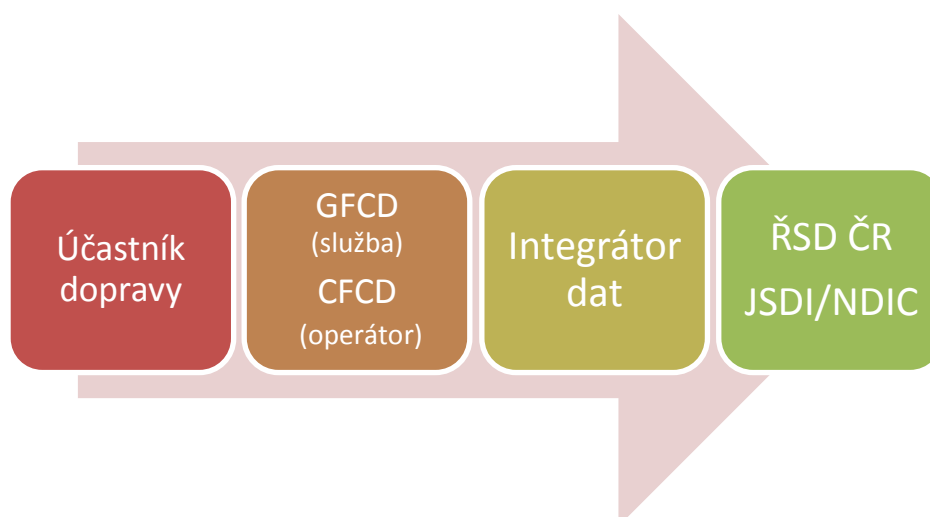 Účastník
dopravy
GFCD
(služba)
CFCD
(operátor)
Integrátor
dat
ŘSD ČR
JSDI/NDIC